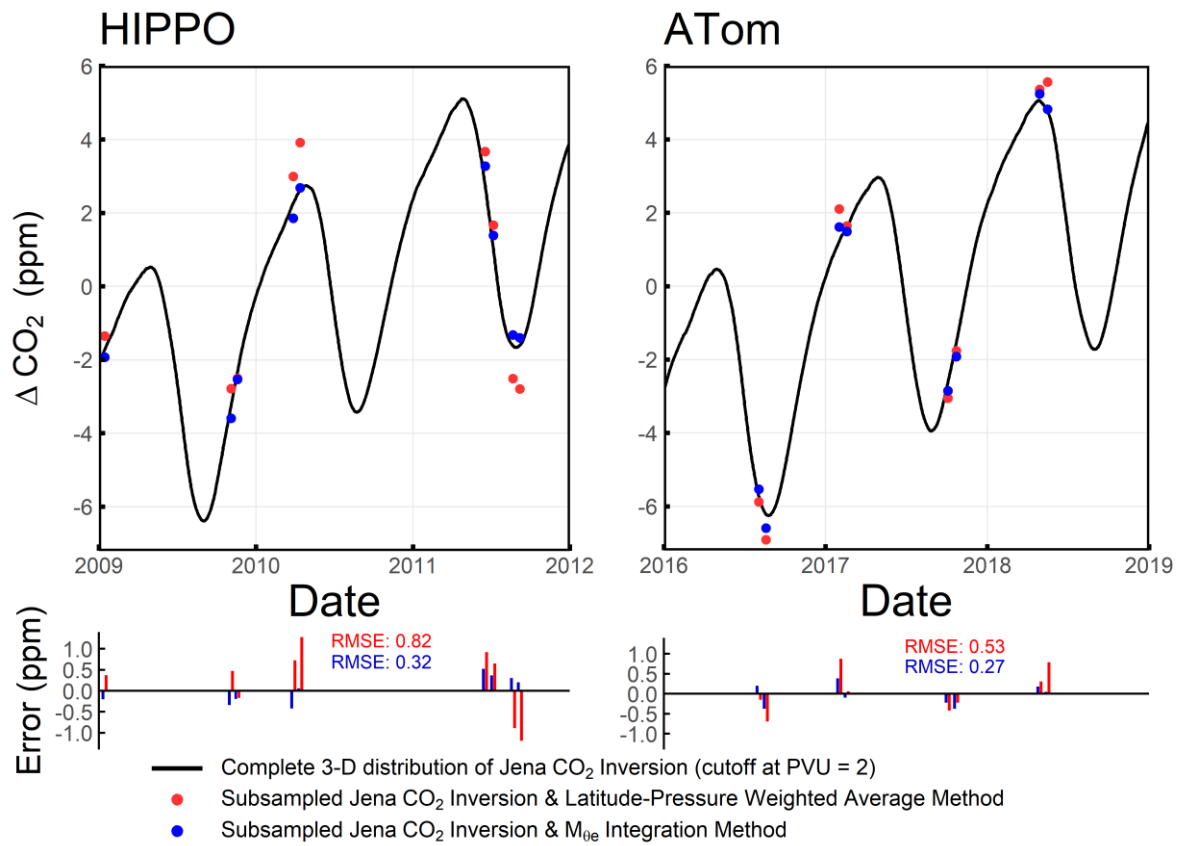 HIPPO
ATom
6
4
2
0
-2
-4
-6
Δ CO₂ (ppm)
2009
2010
2011
2012
Date
6
4
2
0
-2
-4
-6
2016
2017
2018
2019
Date
Error (ppm)
1.0
0.5
0.0
-0.5
-1.0
RMSE: 0.82
RMSE: 0.32
1.0
0.5
0.0
-0.5
-1.0
RMSE: 0.53
RMSE: 0.27
Complete 3-D distribution of Jena CO₂ Inversion (cutoff at PVU = 2)
Subsampled Jena CO₂ Inversion & Latitude-Pressure Weighted Average Method
Subsampled Jena CO₂ Inversion & Mθe Integration Method